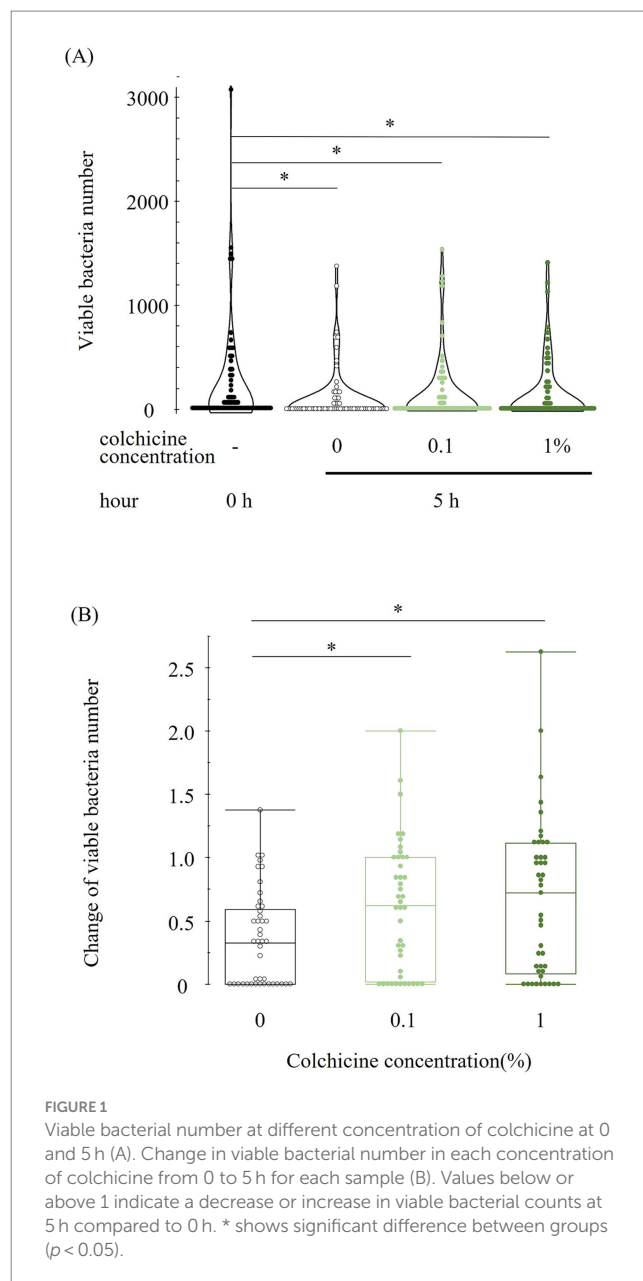 (A)
*
*
*
3000
2000
1000
0
Viable bacteria number
colchicine
concentration
- 0 0.1 1%
hour 0 h 5 h
(B)
*
*
2.5
2.0
1.5
1.0
0.5
0
Change of viable bacteria number
0 0.1 1
Colchicine concentration(%)
FIGURE 1
Viable bacterial number at different concentration of colchicine at 0
and 5 h (A). Change in viable bacterial number in each concentration
of colchicine from 0 to 5 h for each sample (B). Values below or
above 1 indicate a decrease or increase in viable bacterial counts at
5 h compared to 0 h. * shows significant difference between groups
(p < 0.05).